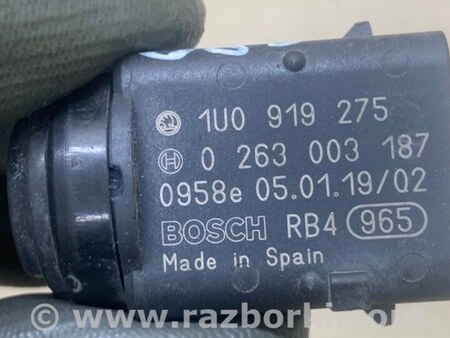 1U0 919 275
0 263 003 187
0958e 05.01.19/02
BOSCH RB4 965
Made in Spain
© www.razborka.com